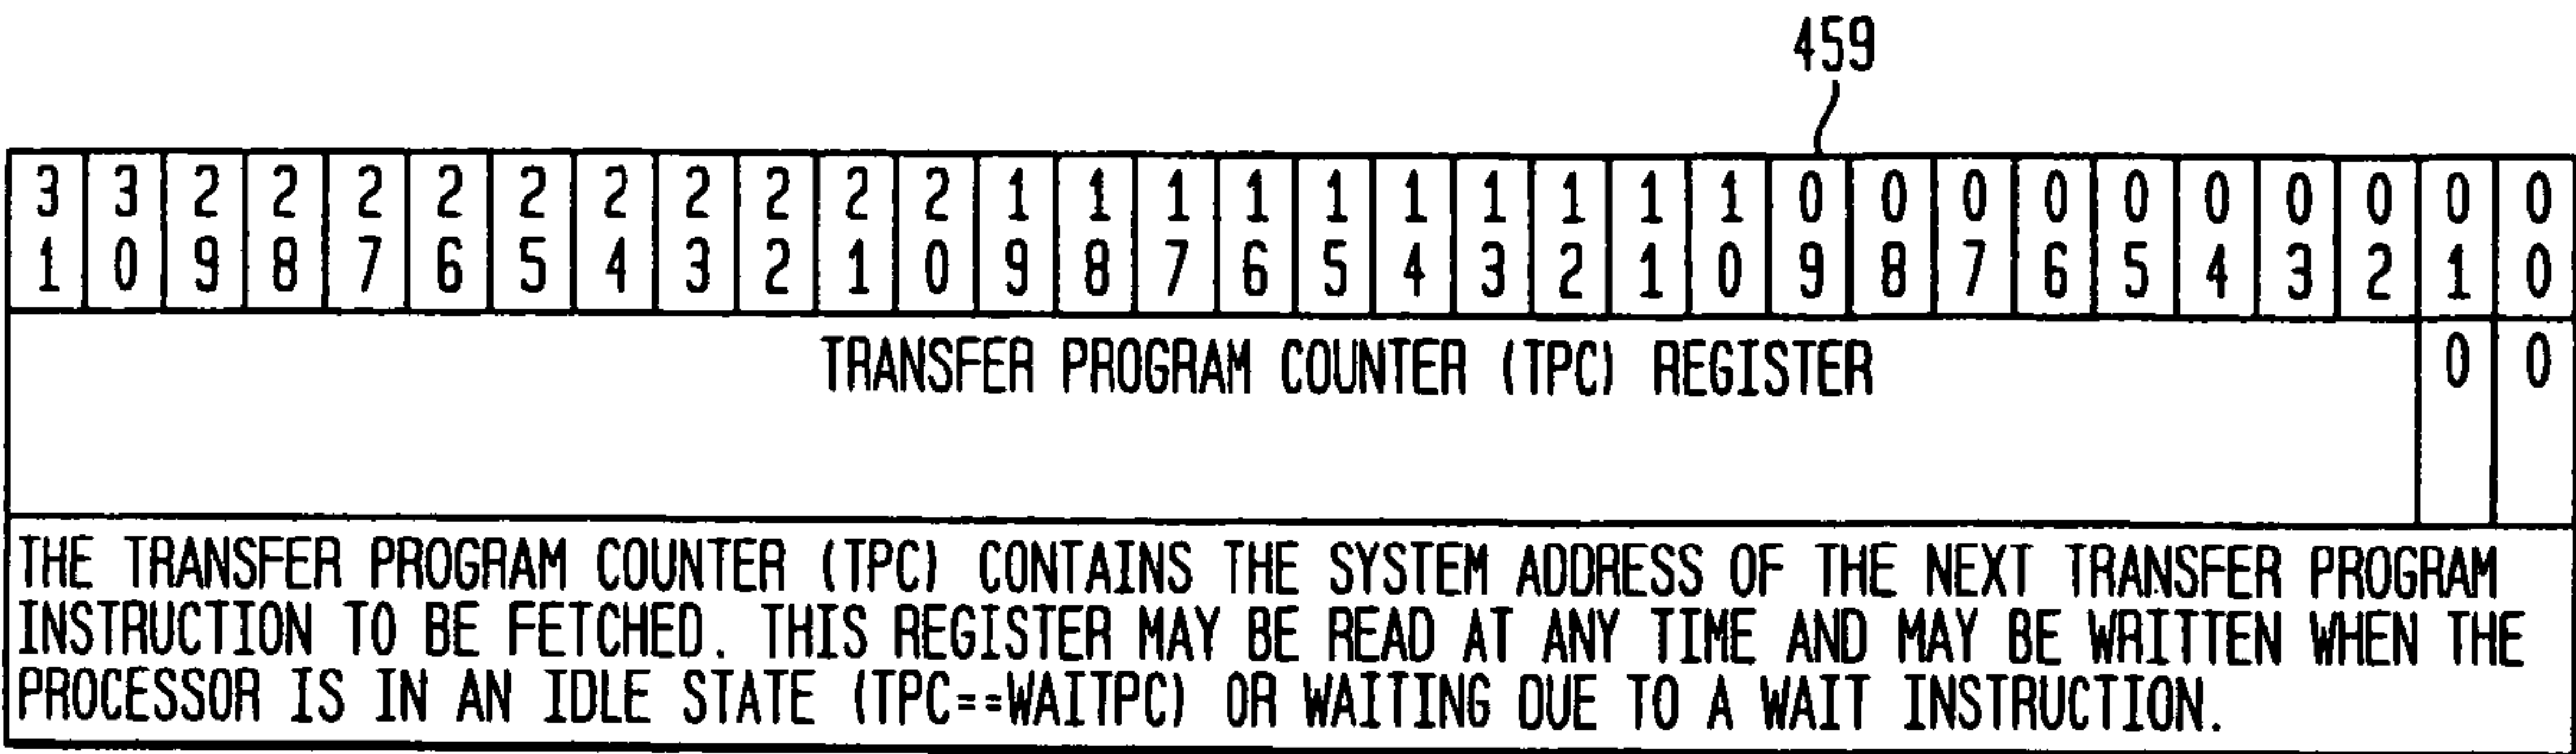 459
3 3 2 2 2 2 2 2 2 2 2 2 1 1 1 1 1 1 1 1 1 1 0 0 0 0 0 0 0 0 0 0
1 0 9 8 7 6 5 4 3 2 1 0 9 8 7 6 5 4 3 2 1 0 9 8 7 6 5 4 3 2 1 0
TRANSFER PROGRAM COUNTER (TPC) REGISTER 0 0
THE TRANSFER PROGRAM COUNTER (TPC) CONTAINS THE SYSTEM ADDRESS OF THE NEXT TRANSFER PROGRAM
INSTRUCTION TO BE FETCHED. THIS REGISTER MAY BE READ AT ANY TIME AND MAY BE WRITTEN WHEN THE
PROCESSOR IS IN AN IDLE STATE (TPC==WAITPC) OR WAITING DUE TO A WAIT INSTRUCTION.